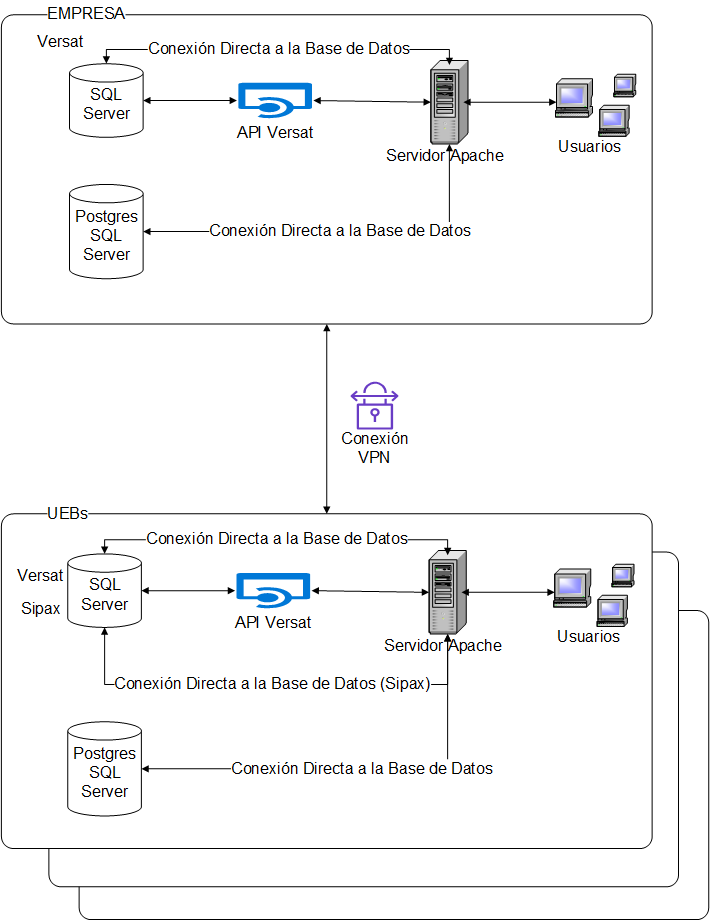 EMPRESA
Versat
Conexión Directa a la Base de Datos
SQL
Server
API Versat
Servidor Apache
Usuarios
Postgres
SQL
Server
Conexión Directa a la Base de Datos
Conexión
VPN
UEBs
Conexión Directa a la Base de Datos
Versat
Sipax
SQL
Server
API Versat
Servidor Apache
Usuarios
Conexión Directa a la Base de Datos (Sipax)
Postgres
SQL
Server
Conexión Directa a la Base de Datos